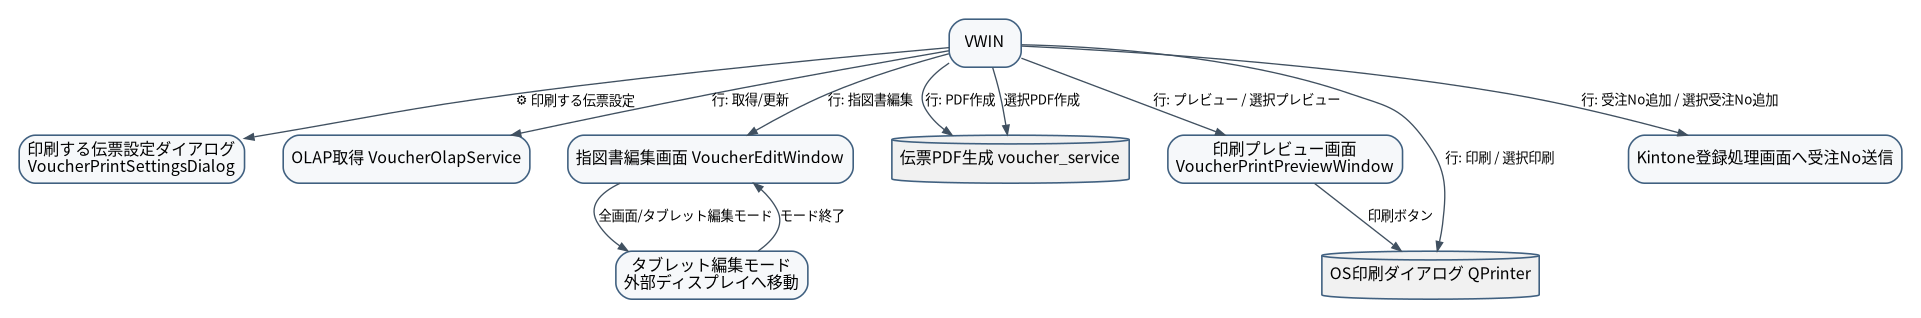 VWIN
⚙ 印刷する伝票設定
行: 取得/更新
行: 指図書編集
行: PDF作成
選択PDF作成
行: プレビュー / 選択プレビュー
行: 受注No追加 / 選択受注No追加
印刷する伝票設定ダイアログ
VoucherPrintSettingsDialog
OLAP取得 VoucherOlapService
指図書編集画面 VoucherEditWindow
伝票PDF生成 voucher_service
印刷プレビュー画面
VoucherPrintPreviewWindow
行: 印刷 / 選択印刷
Kintone登録処理画面へ受注No送信
全画面/タブレット編集モード
モード終了
印刷ボタン
タブレット編集モード
外部ディスプレイへ移動
OS印刷ダイアログ QPrinter